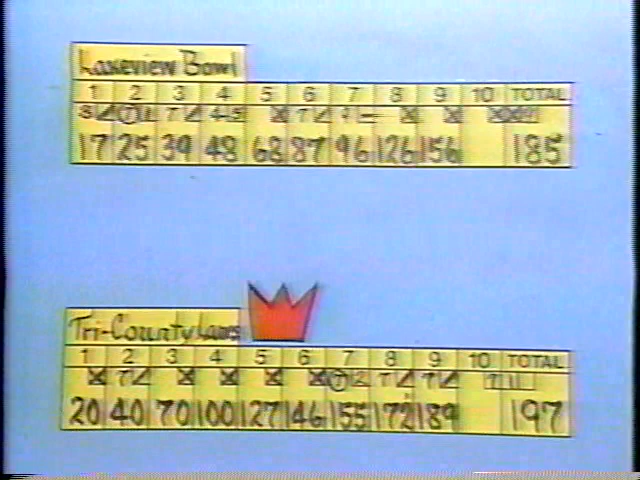 Lakeview Bowl
1 2 3 4 5 6 7 8 9 10 TOTAL
17 25 39 48 68 87 96 126 156 185
Tri-County Lanes
1 2 3 4 5 6 7 8 9 10 TOTAL
20 40 70 100 127 146 155 172 189 197